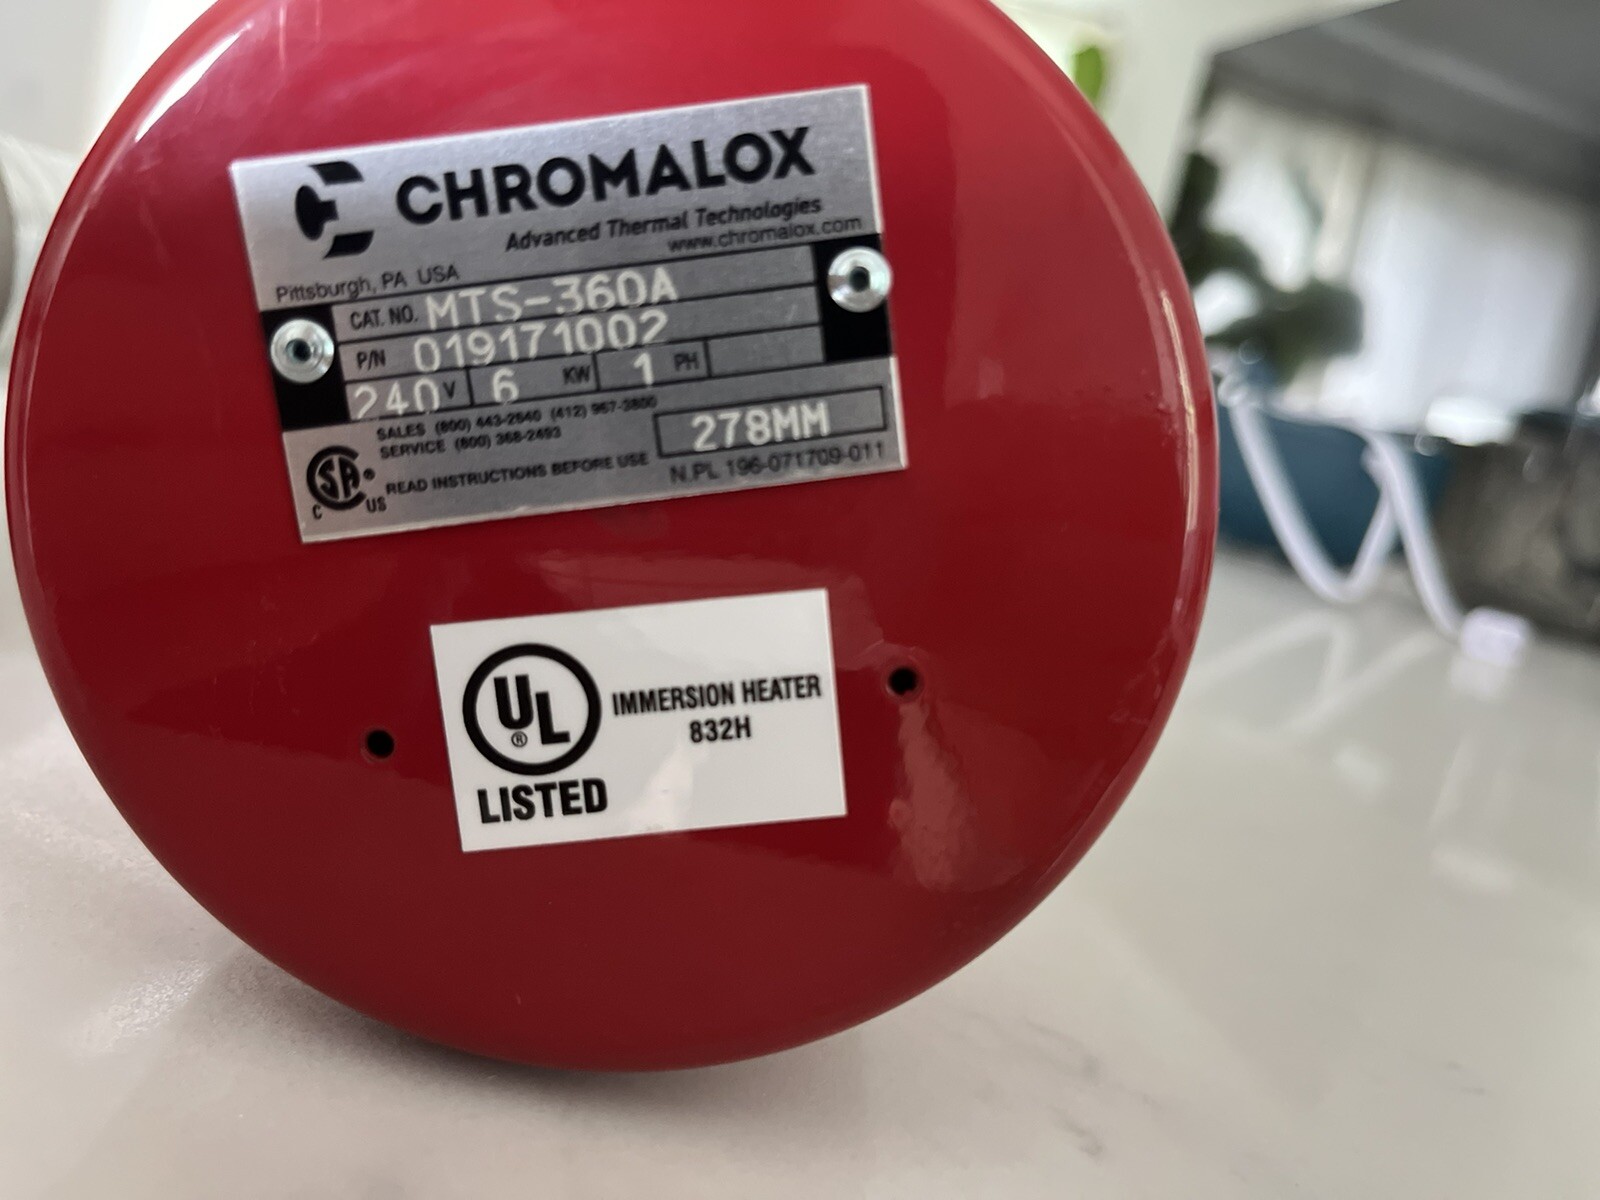 CHROMALOX
Advanced Thermal Technologies
www.chromalox.com
Pittsburgh, PA USA
CAT. NO. MTS-360A
P/N 019171002
240 V 6 KW 1 PH
SALES (800) 443-2640 (412) 967-3800
SERVICE (800) 368-2493
278MM
READ INSTRUCTIONS BEFORE USE
N.PL 196-071709-011
SA ®
C US
UL ®
IMMERSION HEATER
832H
LISTED